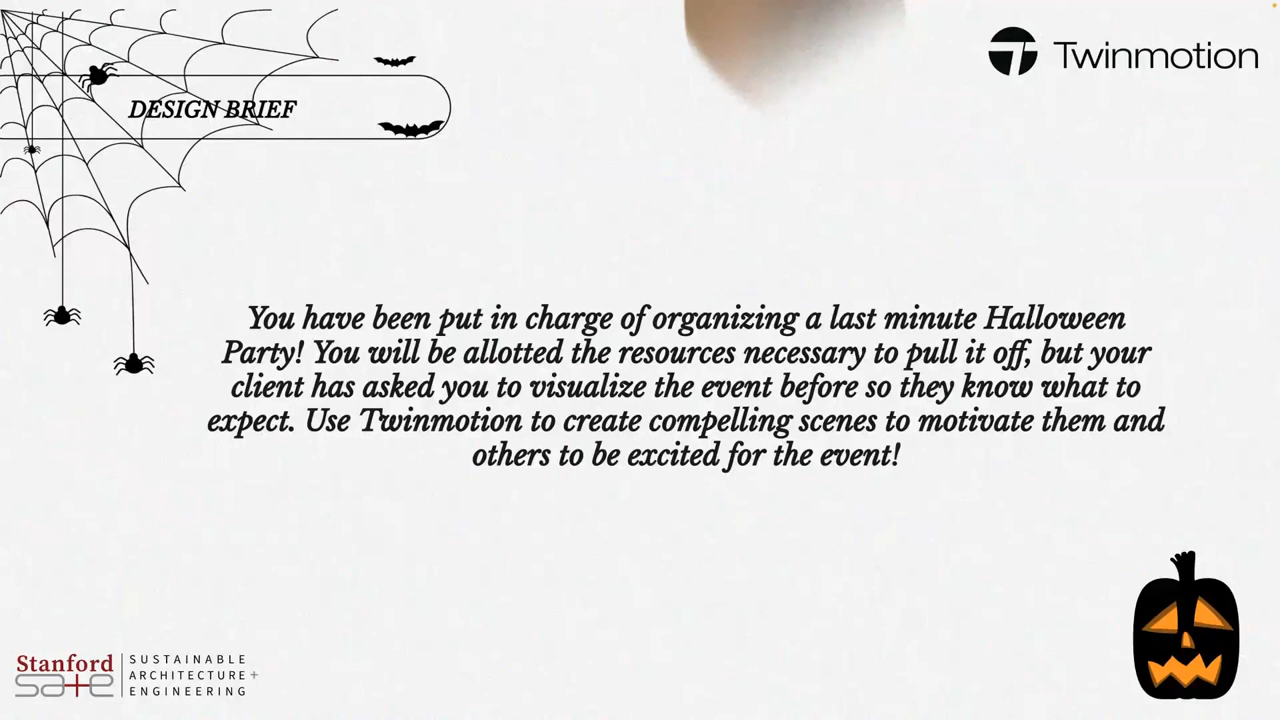 Twinmotion
DESIGN BRIEF
You have been put in charge of organizing a last minute Halloween
Party! You will be allotted the resources necessary to pull it off, but your
client has asked you to visualize the event before so they know what to
expect. Use Twinmotion to create compelling scenes to motivate them and
others to be excited for the event!
Stanford
sa+e
SUSTAINABLE
ARCHITECTURE+
ENGINEERING